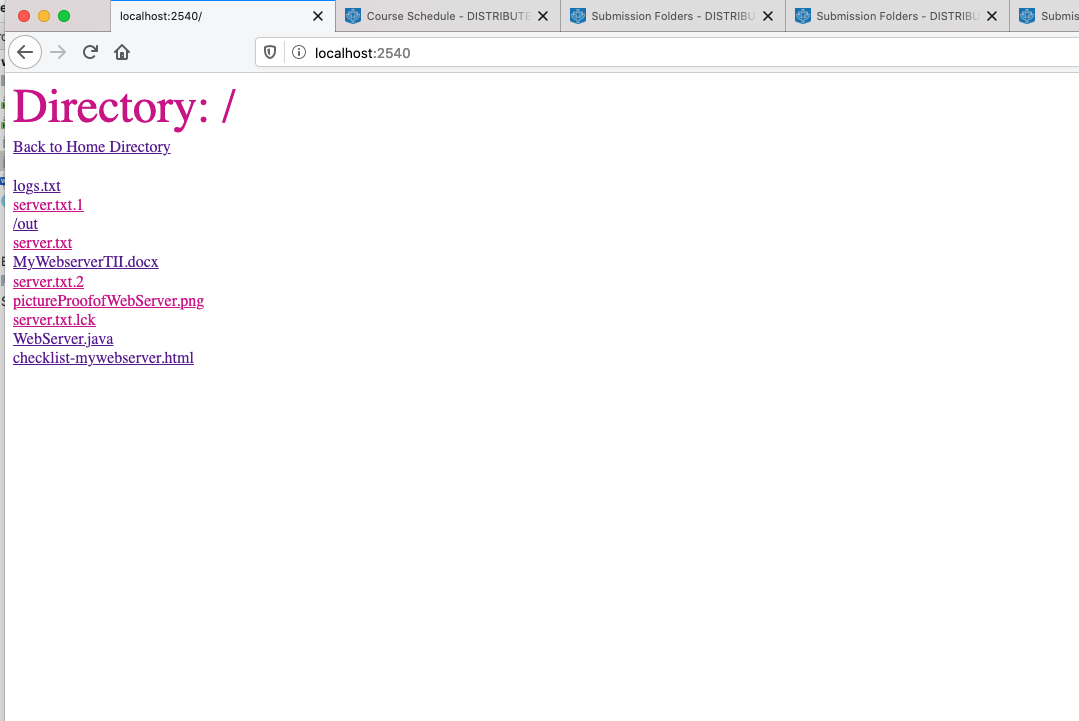 localhost:2540/
Course Schedule - DISTRIBUTE
Submission Folders - DISTRIBU
Submission Folders - DISTRIBU
Submis
localhost:2540
Directory: /
Back to Home Directory
logs.txt
server.txt.1
/out
server.txt
MyWebserverTII.docx
server.txt.2
pictureProofofWebServer.png
server.txt.lck
WebServer.java
checklist-mywebserver.html